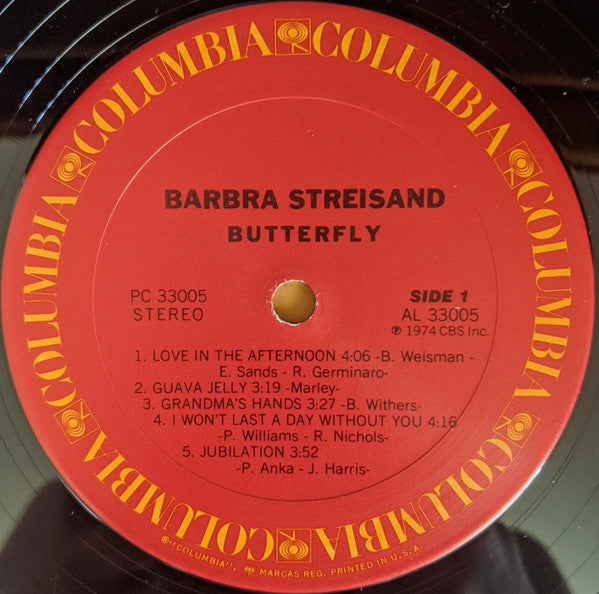 COLUMBIA COLUMBIA COLUMBIA COLUMBIA COLUMBIA COLUMBIA COLUMBIA COLUMBIA
BARBRA STREISAND
BUTTERFLY
PC 33005
STEREO
SIDE 1
AL 33005
℗ 1974 CBS Inc.
1. LOVE IN THE AFTERNOON 4:06 -B. Weisman -
E. Sands - R. Germinaro-
2. GUAVA JELLY 3:19 -Marley-
3. GRANDMA'S HANDS 3:27 -B. Withers-
4. I WON'T LAST A DAY WITHOUT YOU 4:16
-P. Williams - R. Nichols-
5. JUBILATION 3:52
-P. Anka - J. Harris-
®"COLUMBIA", MARCAS REG. PRINTED IN U.S.A.